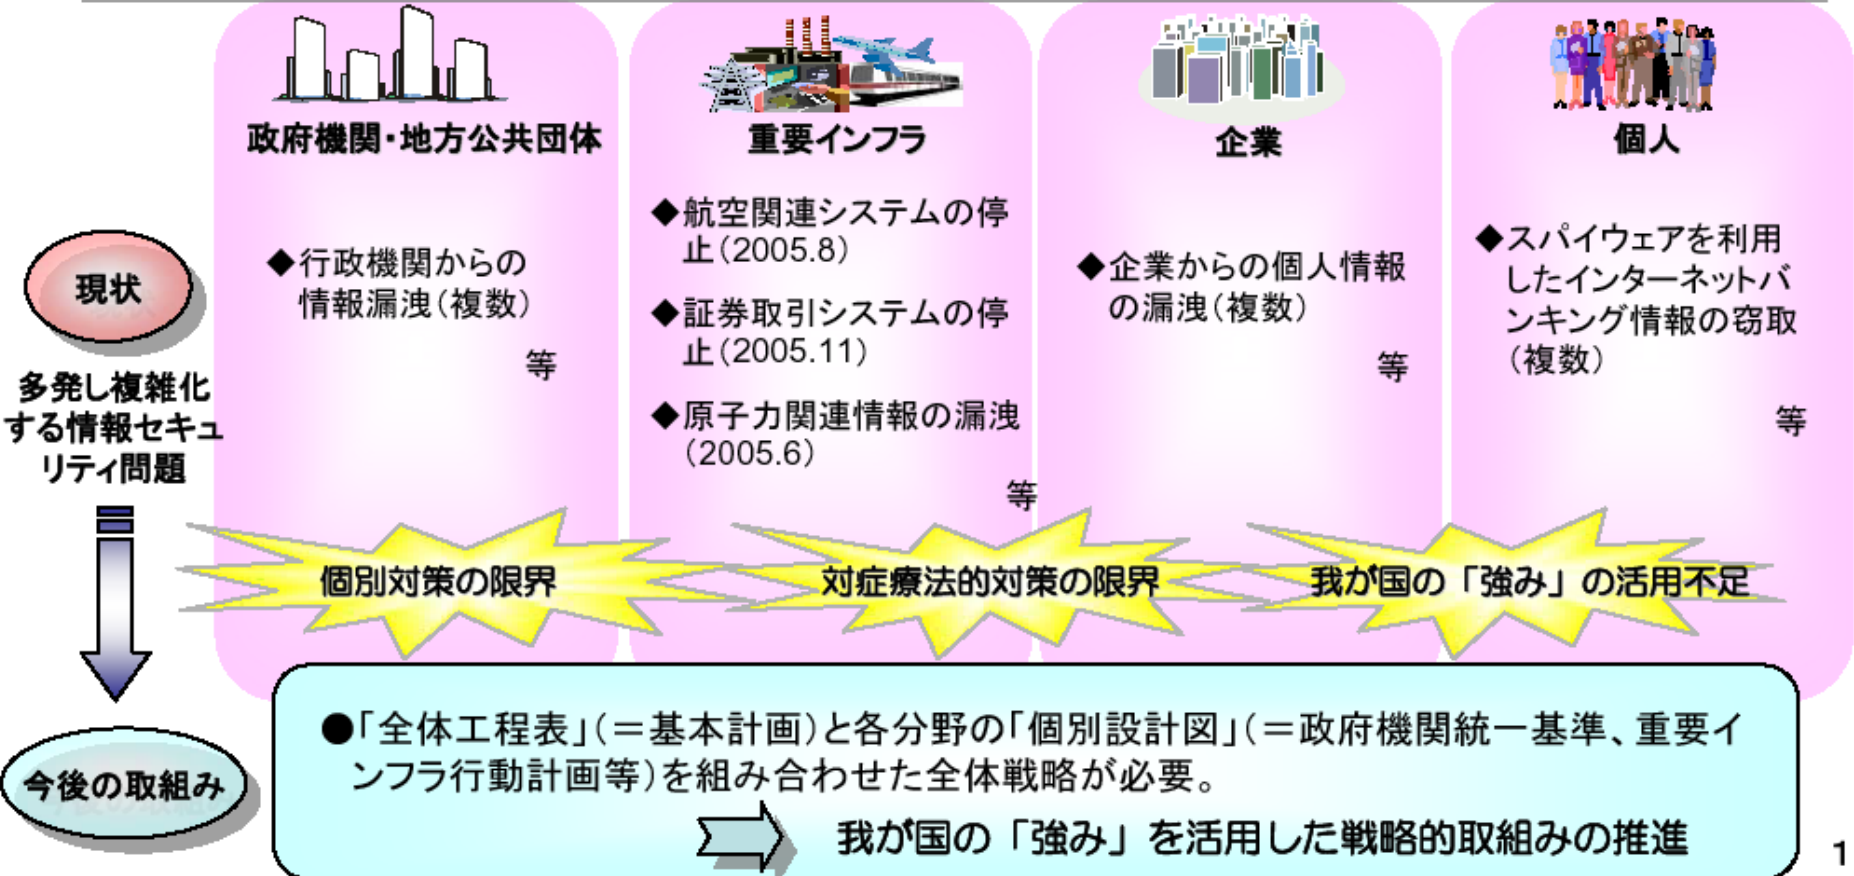 政府機関・地方公共団体
重要インフラ
企業
個人
現状
多発し複雑化
する情報セキュ
リティ問題
◆行政機関からの
情報漏洩（複数）
等
◆航空関連システムの停
止（2005.8）
◆証券取引システムの停
止（2005.11）
◆原子力関連情報の漏洩
（2005.6）
等
◆企業からの個人情報
の漏洩（複数）
等
◆スパイウェアを利用
したインターネットバ
ンキング情報の窃取
（複数）
等
個別対策の限界
対症療法的対策の限界
我が国の「強み」の活用不足
今後の取組み
●「全体工程表」（＝基本計画）と各分野の「個別設計図」（＝政府機関統一基準、重要イ
ンフラ行動計画等）を組み合わせた全体戦略が必要。
我が国の「強み」を活用した戦略的取組みの推進
1